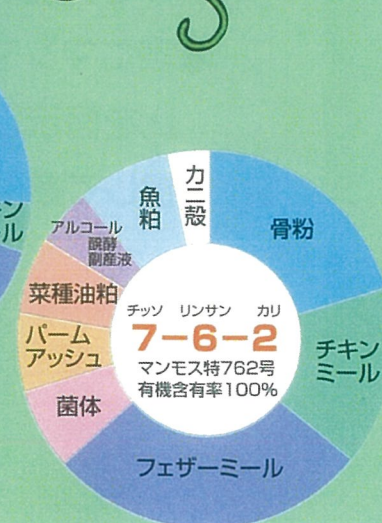 カニ殻
骨粉
チキン
ミール
フェザーミール
菌体
パーム
アッシュ
菜種油粕
アルコール
醗酵
副産液
魚粕
チッソ リンサン カリ
7－6－2
マンモス特762号
有機含有率100%
ン
ル